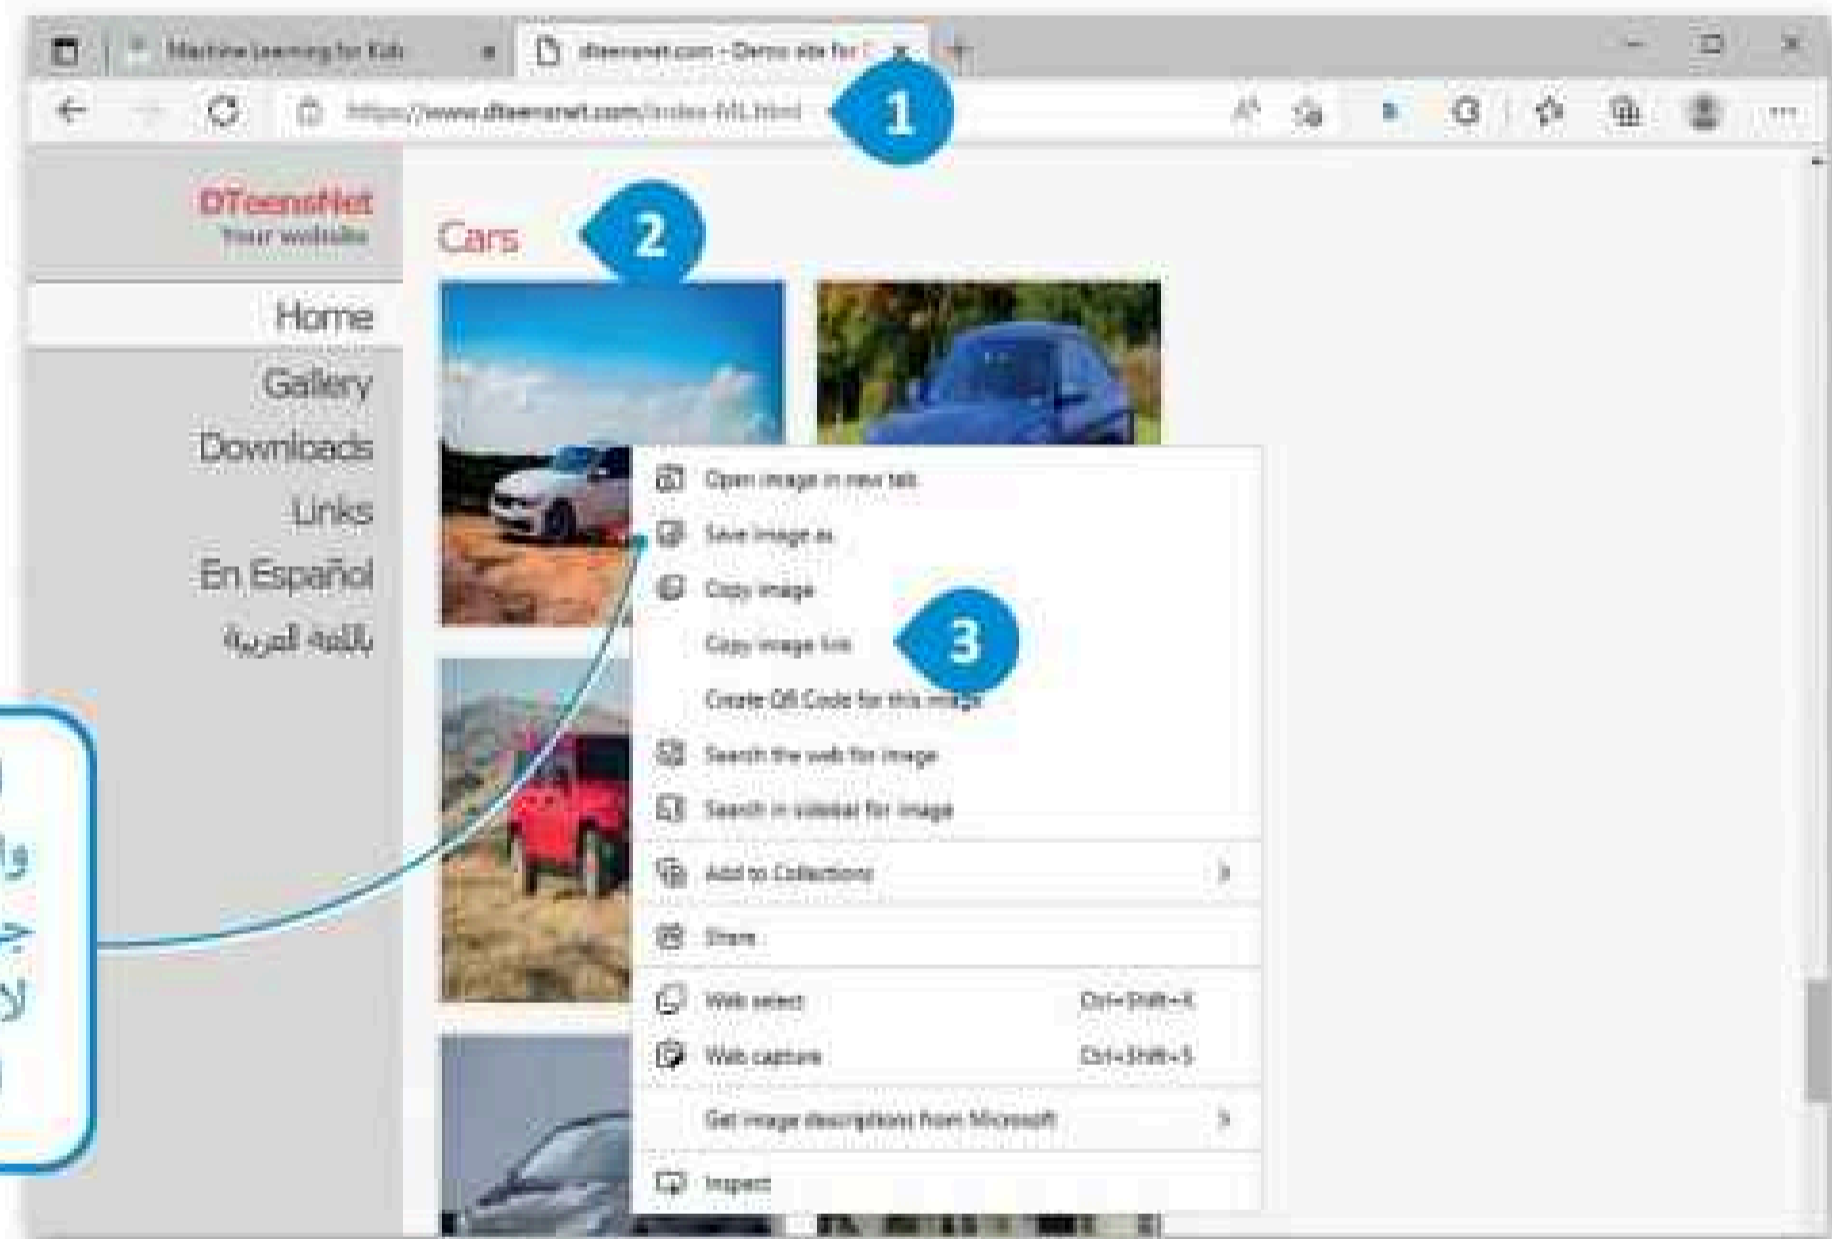 Machine Learning for Kids
dteensnet.com - Demo site for
https://www.dteensnet.com/index-ML.html
1
DTeensNet
Your website
Home
Gallery
Downloads
Links
En Español
باللغة العربية
Cars
2
Open image in new tab
Save image as
Copy image
Copy image link
3
Create QR Code for this image
Search the web for image
Search in sidebar for image
Add to Collections
Share
Web select Ctrl+Shift+X
Web capture Ctrl+Shift+S
Get image descriptions from Microsoft
Inspect